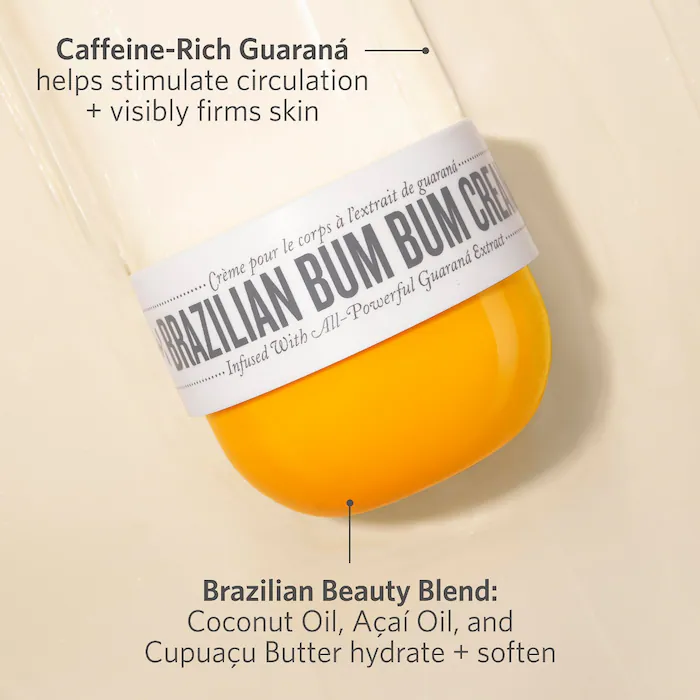 Caffeine-Rich Guaraná
helps stimulate circulation
+ visibly firms skin
Crème pour le corps à l'extrait de guaraná
BRAZILIAN BUM BUM
Infused With All-Powerful Guaraná Extract
Brazilian Beauty Blend:
Coconut Oil, Açaí Oil, and
Cupuaçu Butter hydrate + soften